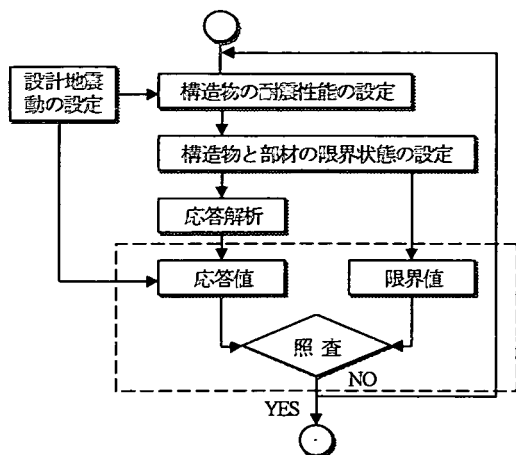 設計地震
動の設定
構造物の耐震性能の設定
構造物と部材の限界状態の設定
応答解析
応答値
限界値
照 査
NO
YES